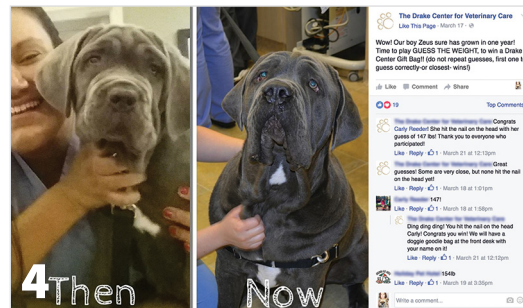 The Drake Center for Veterinary Care
Like This Page · March 17 ·
Wow! Our boy Zeus sure has grown in one year!
Time to play GUESS THE WEIGHT, to win a Drake
Center Gift Bag!! (do not repeat guesses, first one to
guess correctly-or closest- wins!)
Like Comment Share
19
Top Comments
Congrats
Carly Reeder! She hit the nail on the head with her
guess of 147 lbs! Thank you to everyone who
participated!
Like · Reply · 1 · March 21 at 12:13pm
Great
guesses! Some are very close, but none hit the nail
on the head yet!
Like · Reply · 1 · March 18 at 1:01pm
147!
Like · Reply · 1 · March 18 at 1:58pm
Ding ding ding! You hit the nail on the head
Carly! Congrats you win! We will have a
doggie goodie bag at the front desk with your
name on it!
Like · Reply · 1 · March 21 at 12:12pm
154lb
Like · Reply · March 19 at 3:35pm
Write a comment...
4 Then
Now